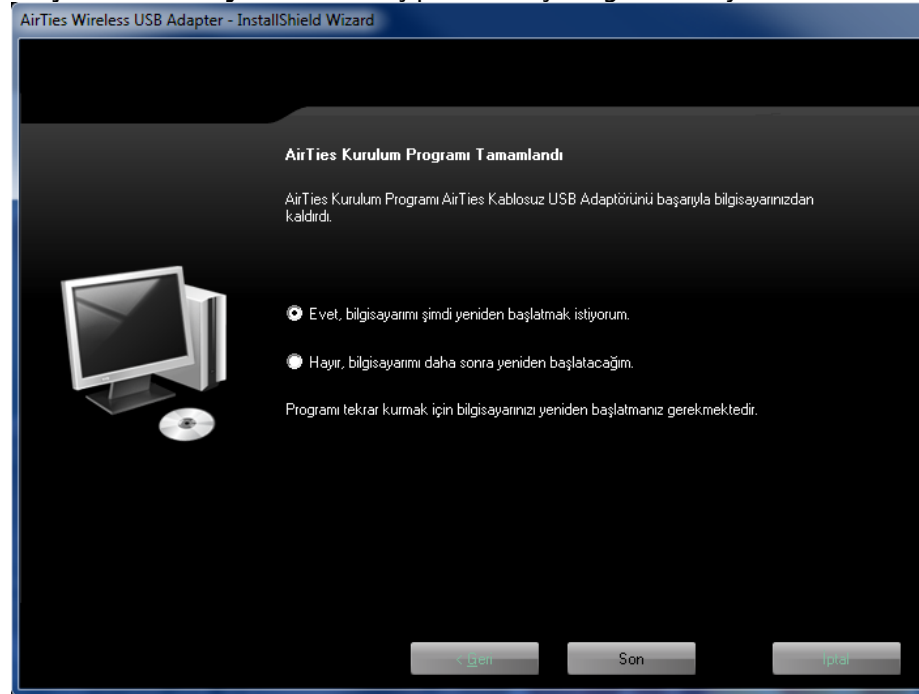 AirTies Wireless USB Adapter - InstallShield Wizard
AirTies Kurulum Programı Tamamlandı
AirTies Kurulum Programı AirTies Kablosuz USB Adaptörünü başarıyla bilgisayarınızdan
kaldırdı.
Evet, bilgisayarımı şimdi yeniden başlatmak istiyorum.
Hayır, bilgisayarımı daha sonra yeniden başlatacağım.
Programı tekrar kurmak için bilgisayarınızı yeniden başlatmanız gerekmektedir.
< Geri
Son
İptal